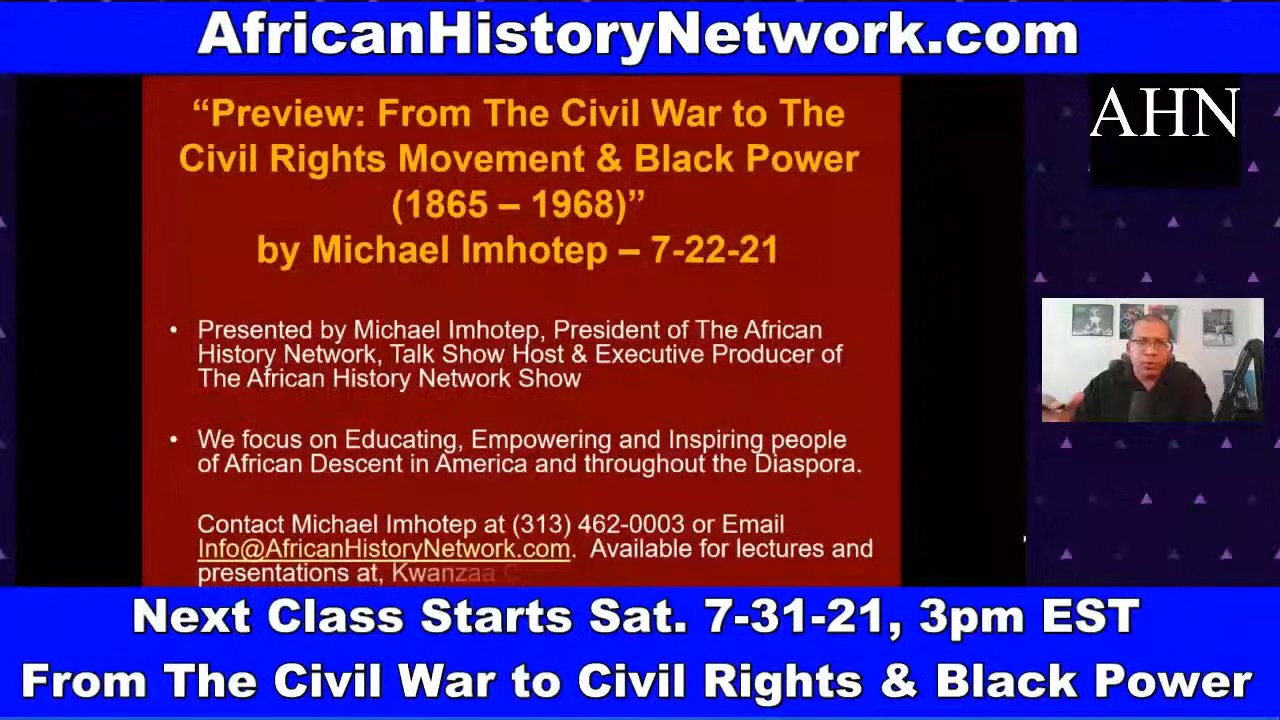 AfricanHistoryNetwork.com
AHN
“Preview: From The Civil War to The
Civil Rights Movement & Black Power
(1865 – 1968)”
by Michael Imhotep – 7-22-21
• Presented by Michael Imhotep, President of The African
History Network, Talk Show Host & Executive Producer of
The African History Network Show
• We focus on Educating, Empowering and Inspiring people
of African Descent in America and throughout the Diaspora.
Contact Michael Imhotep at (313) 462-0003 or Email
Info@AfricanHistoryNetwork.com. Available for lectures and
presentations at, Kwanzaa
Next Class Starts Sat. 7-31-21, 3pm EST
From The Civil War to Civil Rights & Black Power